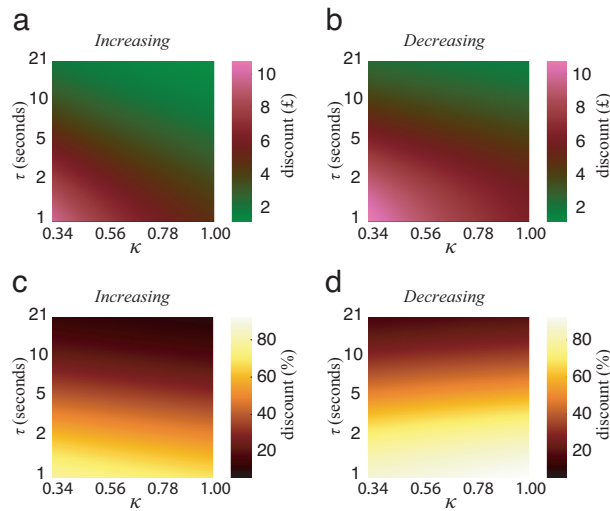 a
Increasing
21
10
5
2
1
τ (seconds)
0.34 0.56 0.78 1.00
κ
10
8
6
4
2
discount (£)
b
Decreasing
21
10
5
2
1
τ (seconds)
0.34 0.56 0.78 1.00
κ
10
8
6
4
2
discount (£)
c
Increasing
21
10
5
2
1
τ (seconds)
0.34 0.56 0.78 1.00
κ
80
60
40
20
discount (%)
d
Decreasing
21
10
5
2
1
τ (seconds)
0.34 0.56 0.78 1.00
κ
80
60
40
20
discount (%)